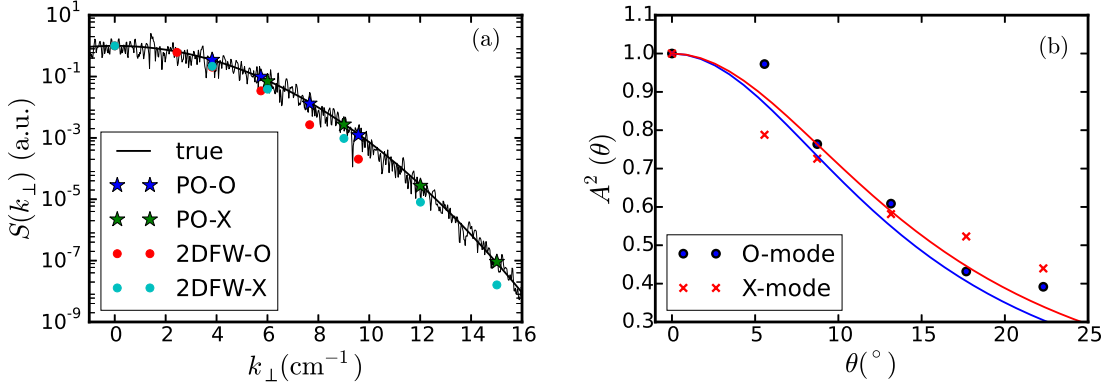 10^1
10^-1
10^-3
10^-5
10^-7
10^-9
S(k_⊥) (a.u.)
(a)
true
PO-O
PO-X
2DFW-O
2DFW-X
0 2 4 6 8 10 12 14 16
k_⊥(cm^-1)
1.1
1.0
0.9
0.8
0.7
0.6
0.5
0.4
0.3
A^2 (θ)
(b)
O-mode
X-mode
0 5 10 15 20 25
θ(°)